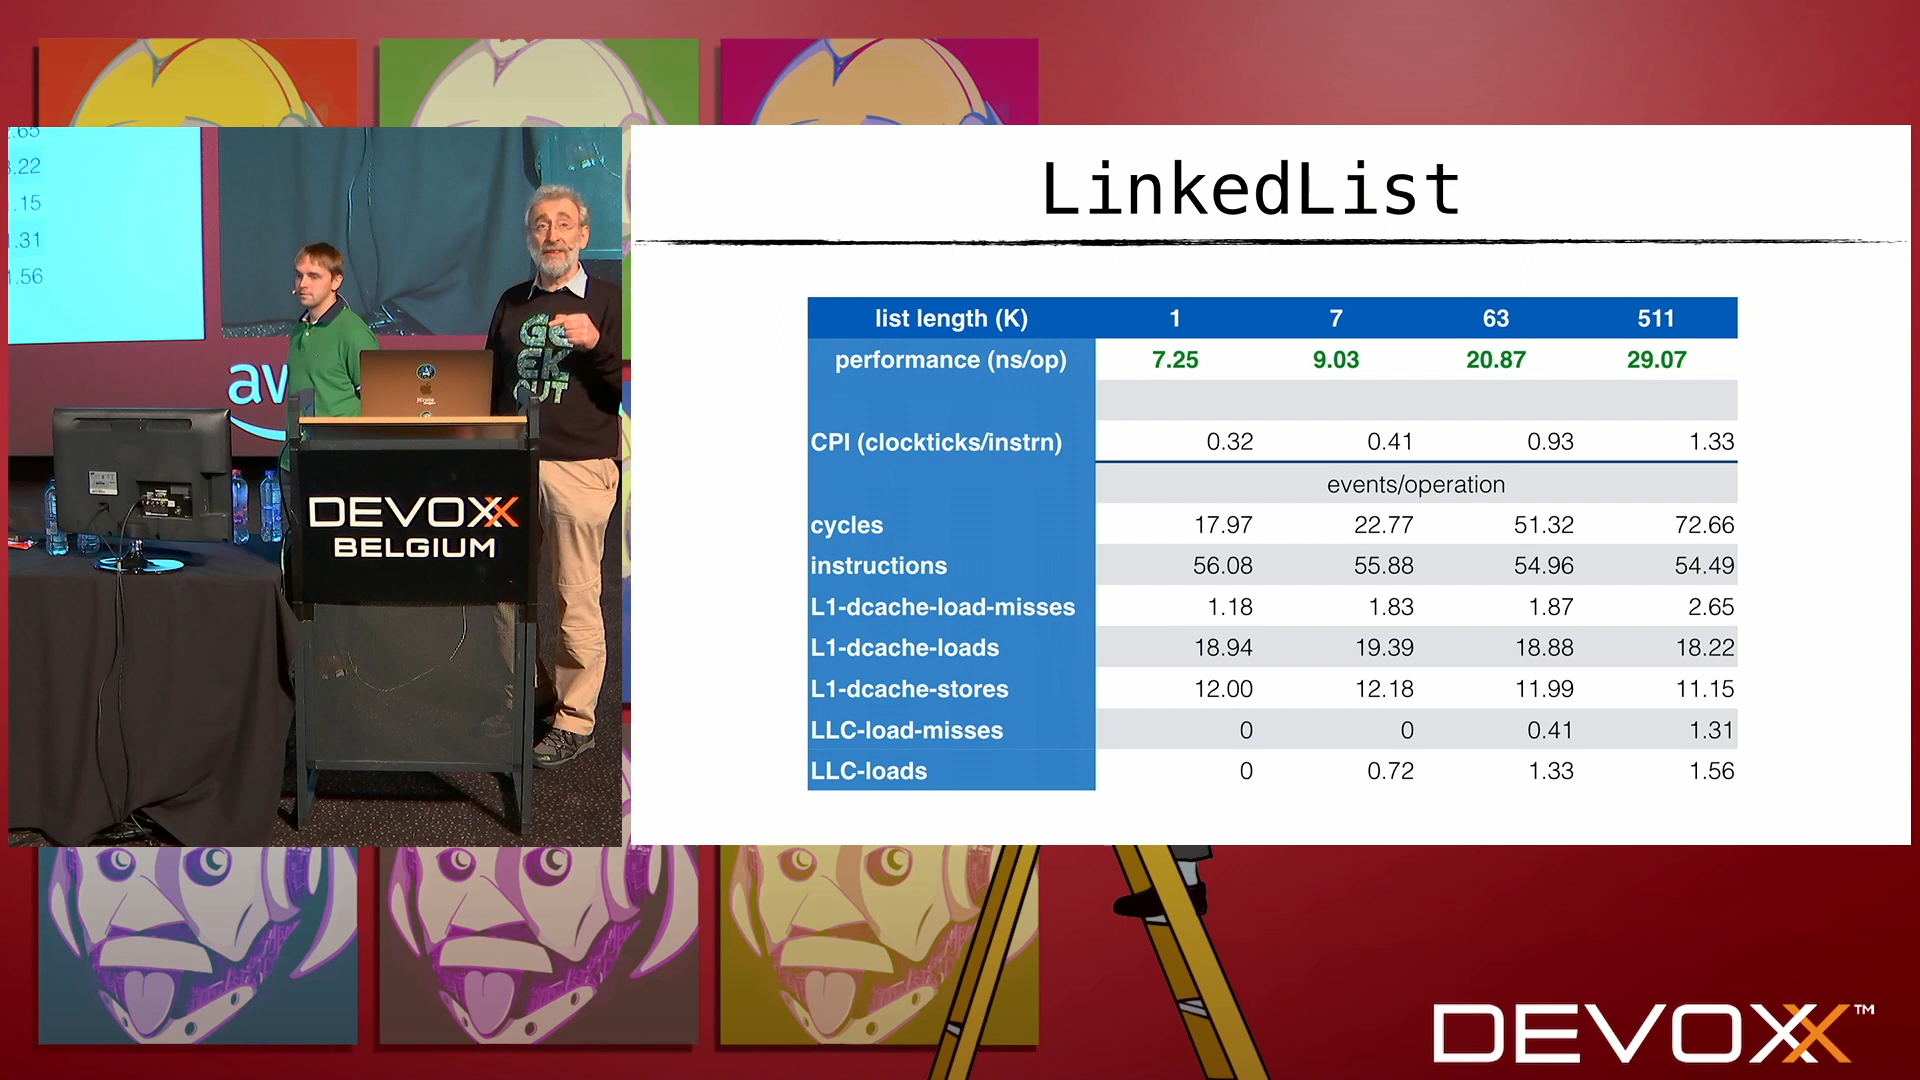 .65
.22
.15
.31
.56
aw
GE
EK
OUT
DEVOXX
BELGIUM
LinkedList
list length (K) 1 7 63 511
performance (ns/op) 7.25 9.03 20.87 29.07
CPI (clockticks/instrn) 0.32 0.41 0.93 1.33
events/operation
cycles 17.97 22.77 51.32 72.66
instructions 56.08 55.88 54.96 54.49
L1-dcache-load-misses 1.18 1.83 1.87 2.65
L1-dcache-loads 18.94 19.39 18.88 18.22
L1-dcache-stores 12.00 12.18 11.99 11.15
LLC-load-misses 0 0 0.41 1.31
LLC-loads 0 0.72 1.33 1.56
DEVOXX™